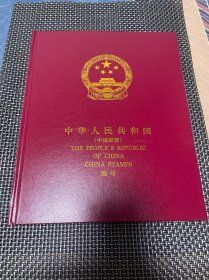 中华人民共和国
(中国邮票)
THE PEOPLE'S REPUBLIC
OF CHINA
CHINA STAMPS
编号